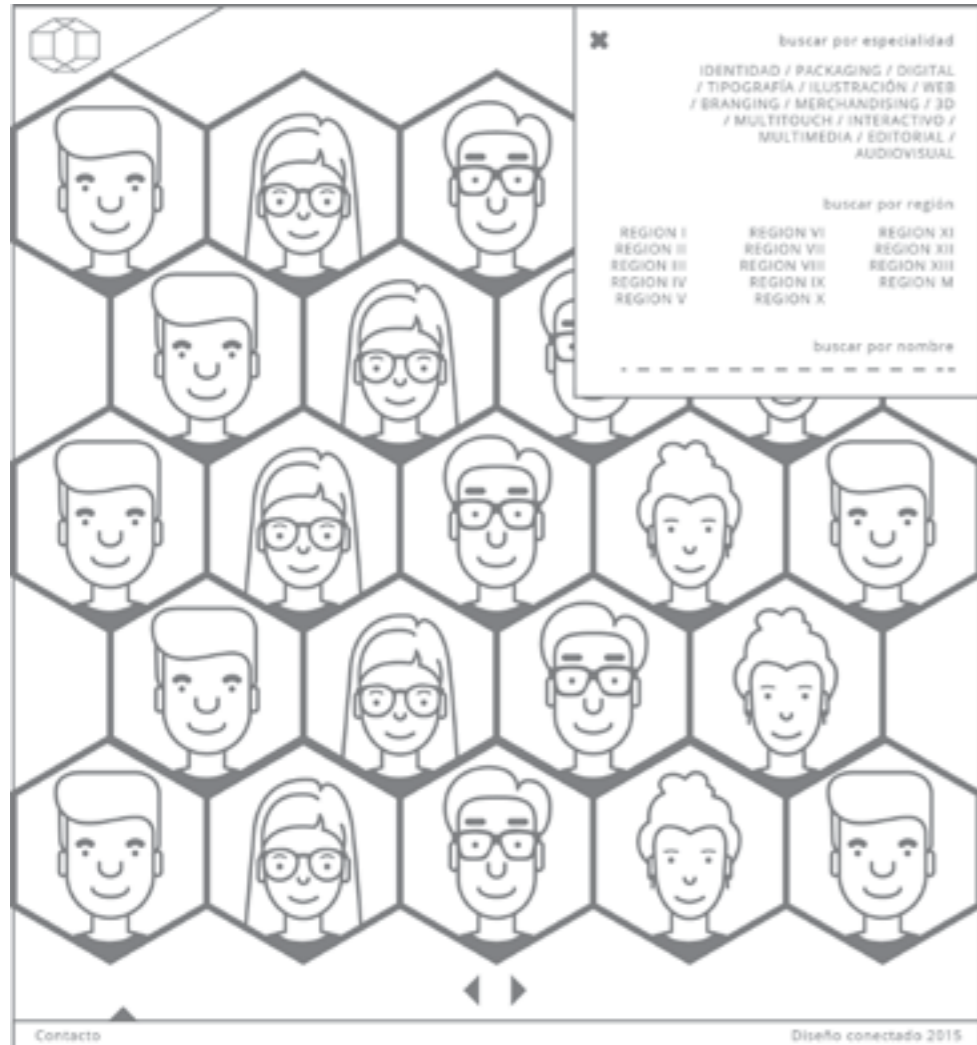 buscar por especialidad
IDENTIDAD / PACKAGING / DIGITAL
/ TIPOGRAFÍA / ILUSTRACIÓN / WEB
/ BRANGING / MERCHANDISING / 3D
/ MULTITOUCH / INTERACTIVO /
MULTIMEDIA / EDITORIAL /
AUDIOVISUAL
buscar por región
REGION I REGION VI REGION XI
REGION II REGION VII REGION XII
REGION III REGION VIII REGION XIII
REGION IV REGION IX REGION M
REGION V REGION X
buscar por nombre
Contacto Diseño conectado 2015